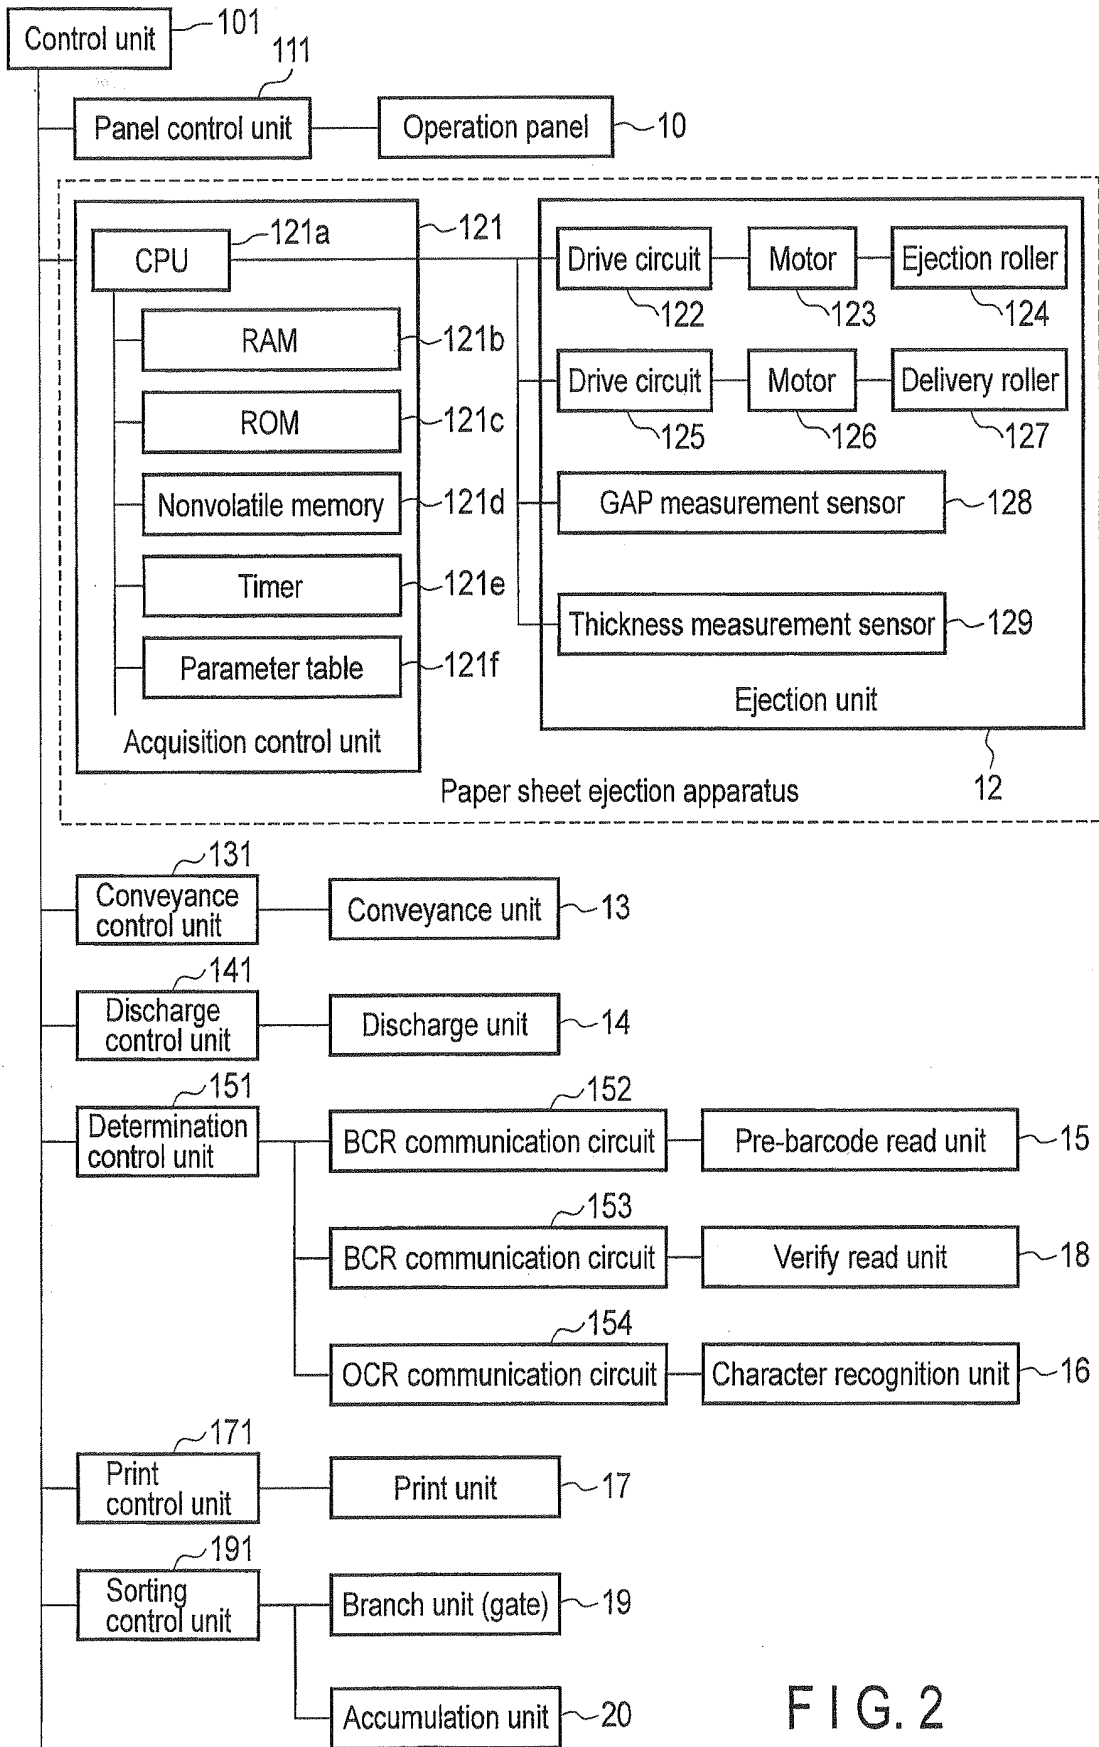 Control unit
101
111
Panel control unit
Operation panel
10
121a
121
CPU
Drive circuit
Motor
Ejection roller
122
123
124
RAM
121b
Drive circuit
Motor
Delivery roller
ROM
121c
125
126
127
Nonvolatile memory
121d
GAP measurement sensor
128
Timer
121e
Thickness measurement sensor
129
Parameter table
121f
Ejection unit
Acquisition control unit
Paper sheet ejection apparatus
12
131
Conveyance
control unit
Conveyance unit
13
141
Discharge
control unit
Discharge unit
14
151
152
Determination
control unit
BCR communication circuit
Pre-barcode read unit
15
153
BCR communication circuit
Verify read unit
18
154
OCR communication circuit
Character recognition unit
16
171
Print
control unit
Print unit
17
191
Sorting
control unit
Branch unit (gate)
19
Accumulation unit
20
FIG. 2